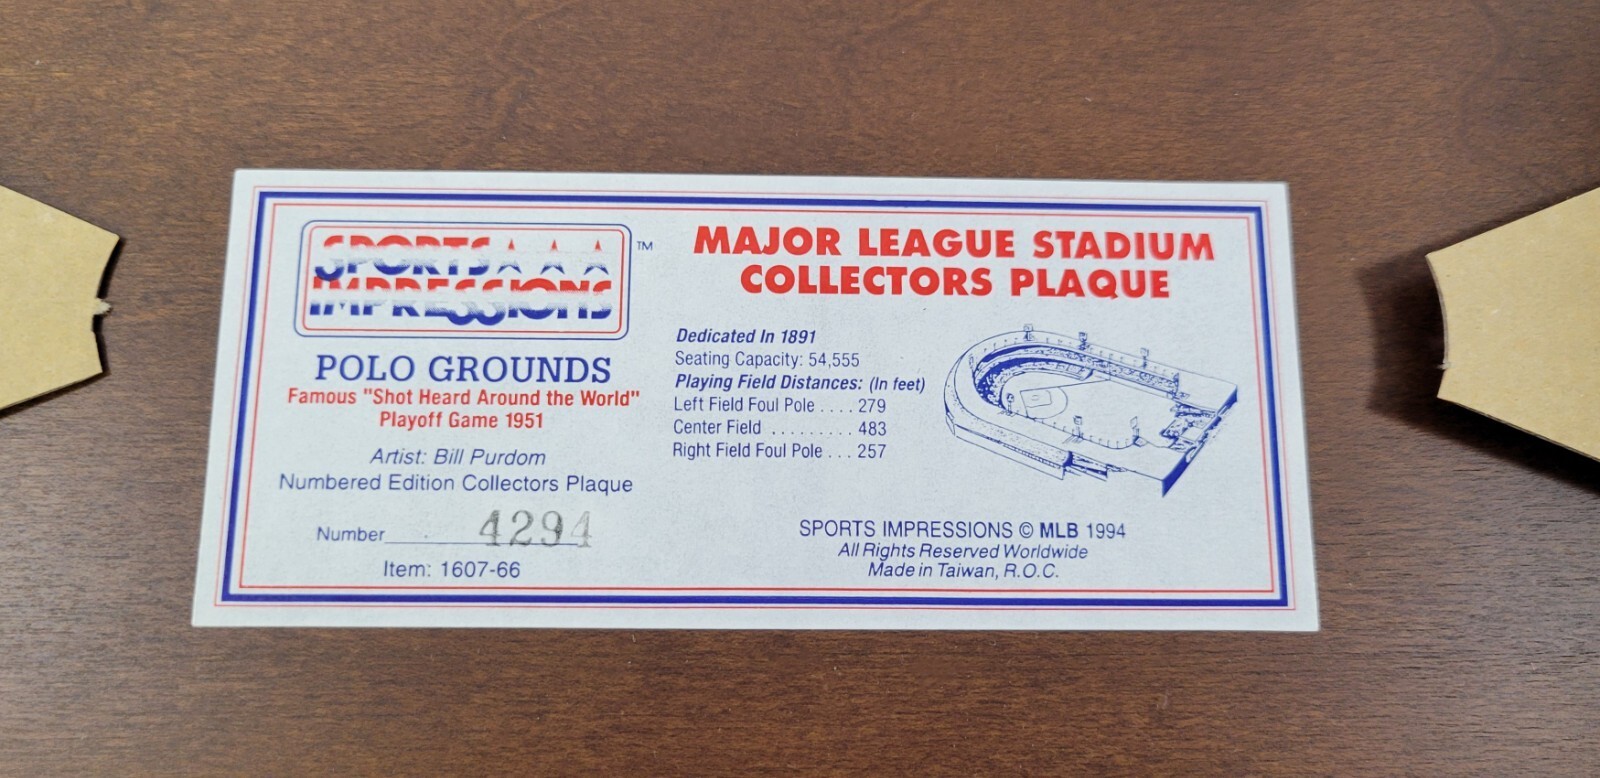 SPORTS
IMPRESSIONS
TM
POLO GROUNDS
Famous "Shot Heard Around the World"
Playoff Game 1951
Artist: Bill Purdom
Numbered Edition Collectors Plaque
Number 4294
Item: 1607-66
MAJOR LEAGUE STADIUM
COLLECTORS PLAQUE
Dedicated In 1891
Seating Capacity: 54,555
Playing Field Distances: (In feet)
Left Field Foul Pole .... 279
Center Field ......... 483
Right Field Foul Pole ... 257
SPORTS IMPRESSIONS © MLB 1994
All Rights Reserved Worldwide
Made in Taiwan, R.O.C.